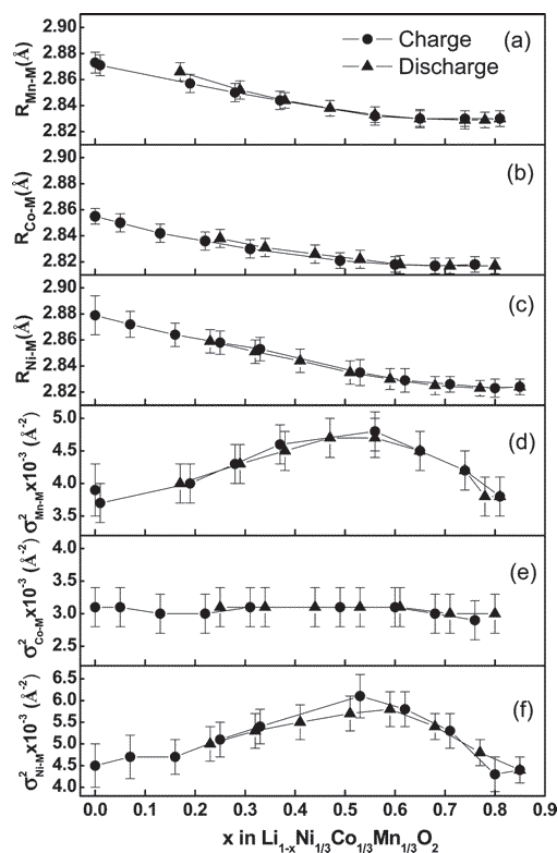 2.90
2.88
2.86
2.84
2.82
R_Mn-M(Å)
Charge
Discharge
(a)
2.90
2.88
2.86
2.84
2.82
R_Co-M(Å)
(b)
2.90
2.88
2.86
2.84
2.82
R_Ni-M(Å)
(c)
5.0
4.5
4.0
3.5
σ²_Mn-M x10⁻³ (Å⁻²)
(d)
4.0
3.5
3.0
2.5
σ²_Co-M x10⁻³ (Å⁻²)
(e)
6.5
6.0
5.5
5.0
4.5
4.0
σ²_Ni-M x10⁻³ (Å⁻²)
(f)
0.0 0.1 0.2 0.3 0.4 0.5 0.6 0.7 0.8 0.9
x in Li₁₋ₓNi₁/₃Co₁/₃Mn₁/₃O₂